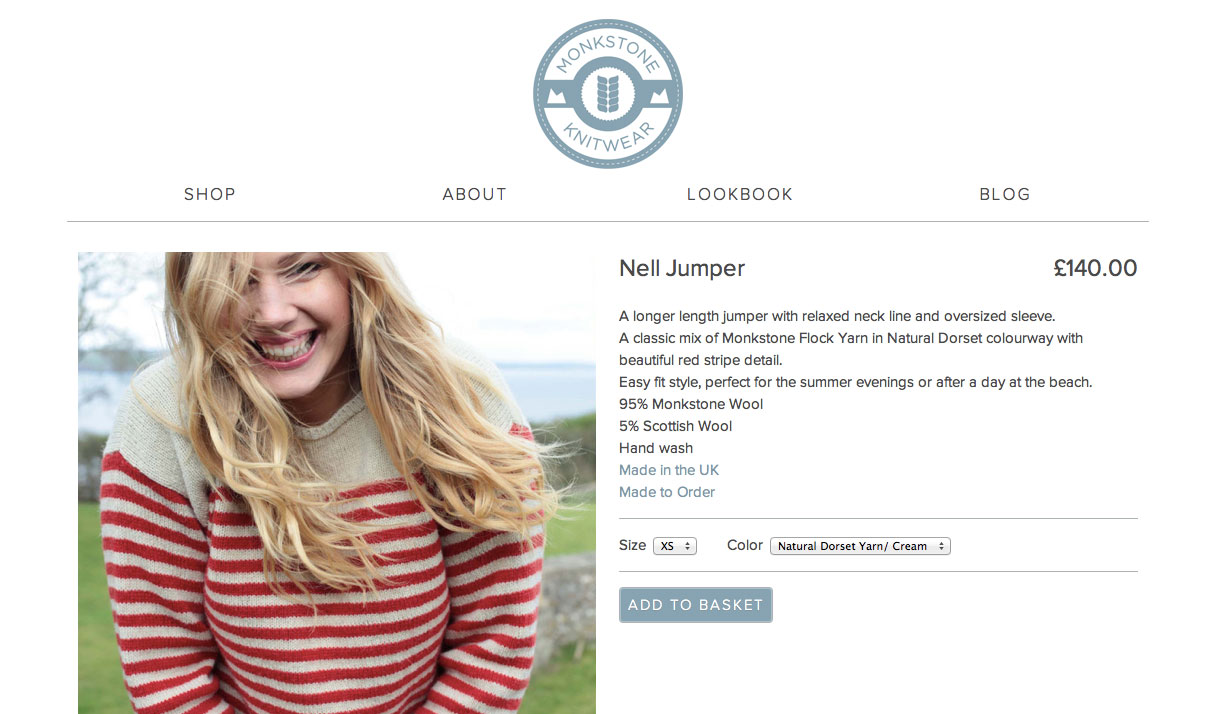 MONKSTONE
KNITWEAR
SHOP ABOUT LOOKBOOK BLOG
Nell Jumper £140.00
A longer length jumper with relaxed neck line and oversized sleeve.
A classic mix of Monkstone Flock Yarn in Natural Dorset colourway with
beautiful red stripe detail.
Easy fit style, perfect for the summer evenings or after a day at the beach.
95% Monkstone Wool
5% Scottish Wool
Hand wash
Made in the UK
Made to Order
Size XS Color Natural Dorset Yarn/ Cream
ADD TO BASKET